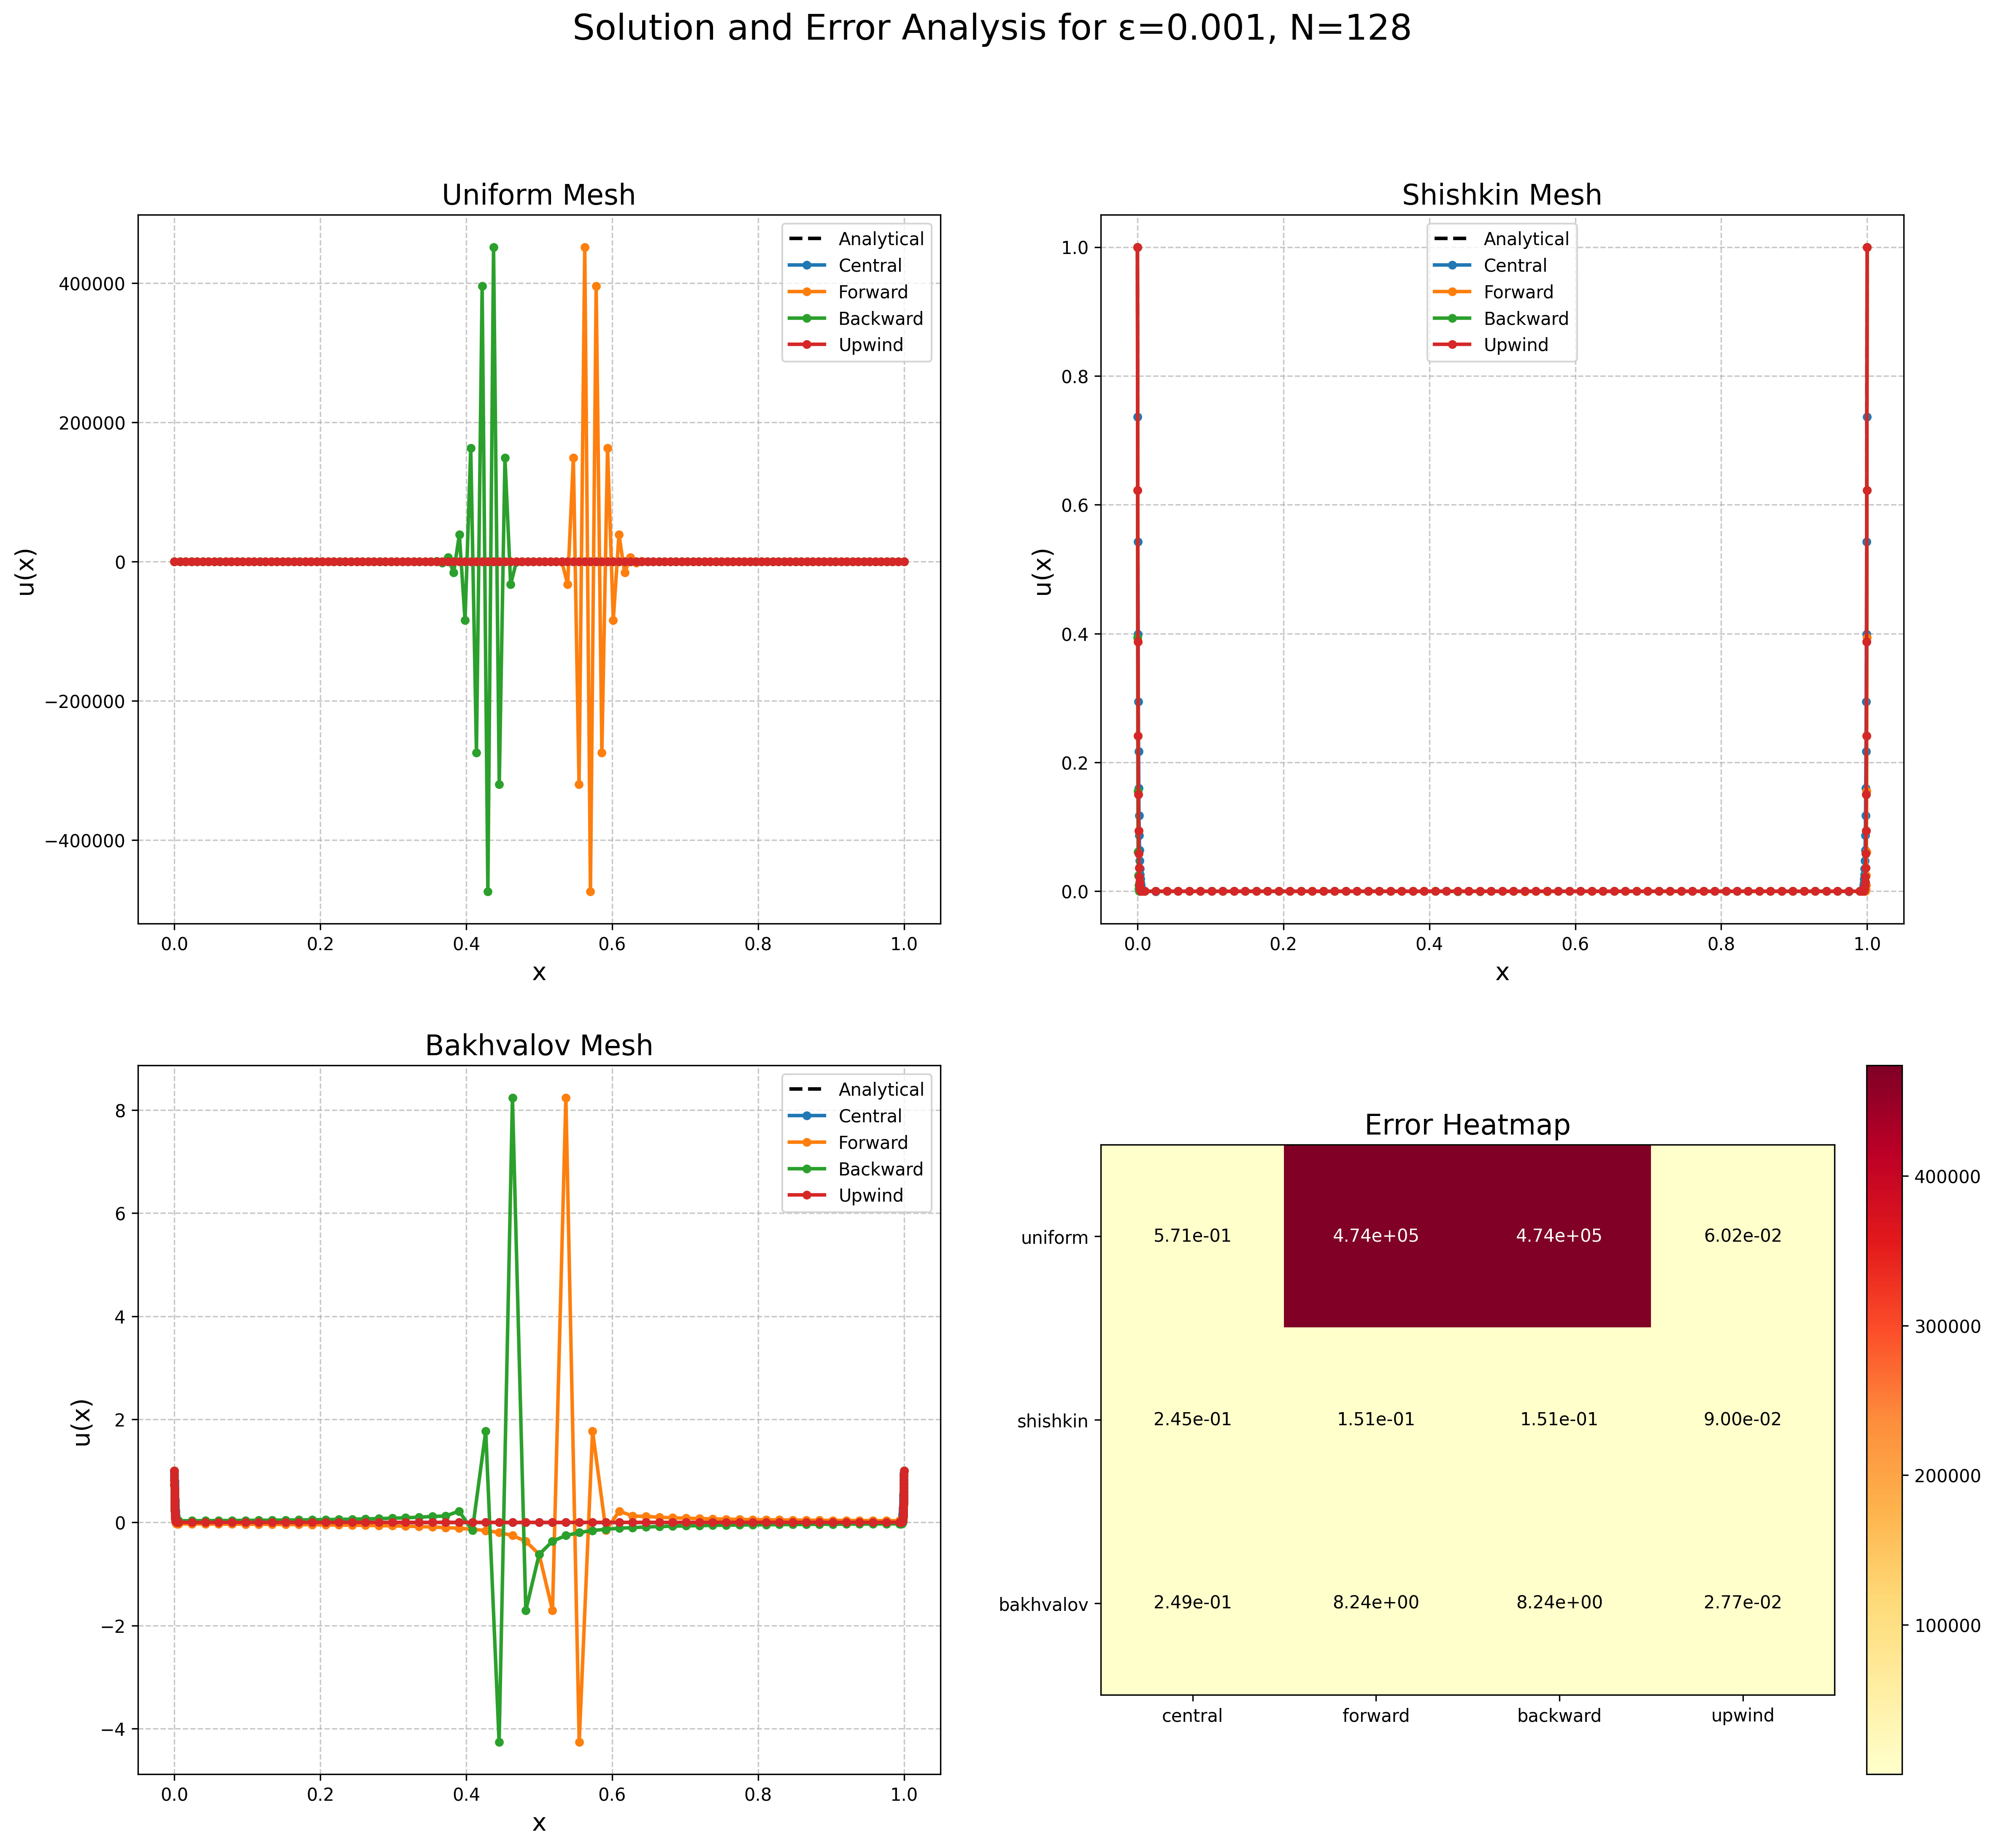 Solution and Error Analysis for ε=0.001, N=128
Uniform Mesh
Analytical
Central
Forward
Backward
Upwind
400000
200000
0
−200000
−400000
u(x)
0.0 0.2 0.4 0.6 0.8 1.0
x
Shishkin Mesh
Analytical
Central
Forward
Backward
Upwind
1.0
0.8
0.6
0.4
0.2
0.0
u(x)
0.0 0.2 0.4 0.6 0.8 1.0
x
Bakhvalov Mesh
Analytical
Central
Forward
Backward
Upwind
8
6
4
2
0
−2
−4
u(x)
0.0 0.2 0.4 0.6 0.8 1.0
x
Error Heatmap
uniform 5.71e-01 4.74e+05 4.74e+05 6.02e-02
shishkin 2.45e-01 1.51e-01 1.51e-01 9.00e-02
bakhvalov 2.49e-01 8.24e+00 8.24e+00 2.77e-02
central forward backward upwind
400000
300000
200000
100000